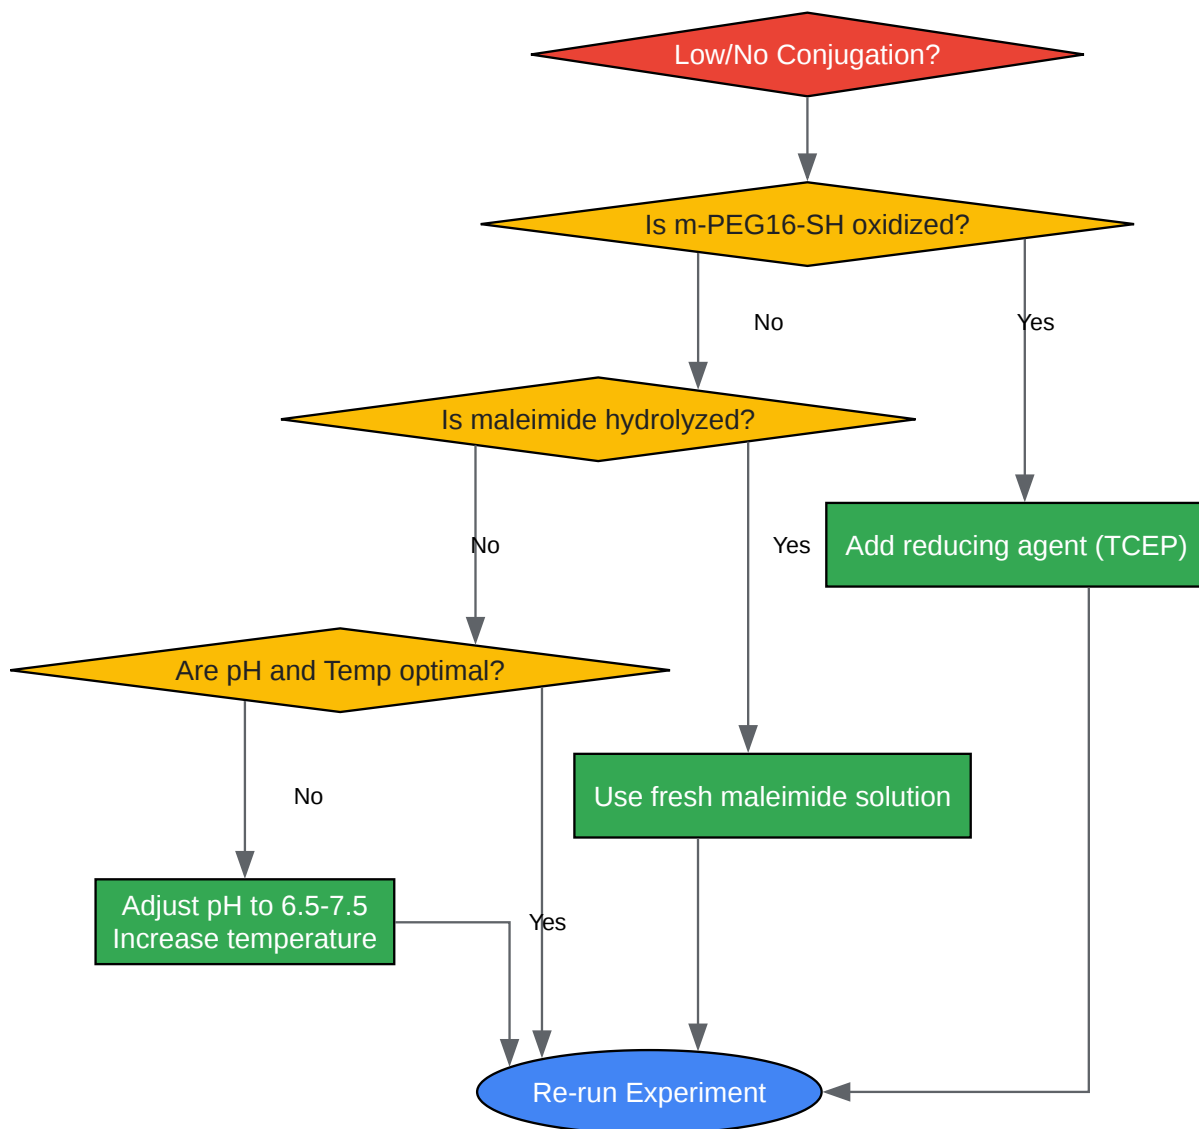 Low/No Conjugation?
Is m-PEG16-SH oxidized?
No
Yes
Is maleimide hydrolyzed?
No
Yes
Add reducing agent (TCEP)
Are pH and Temp optimal?
No
Use fresh maleimide solution
Adjust pH to 6.5-7.5
Increase temperature
Yes
Re-run Experiment